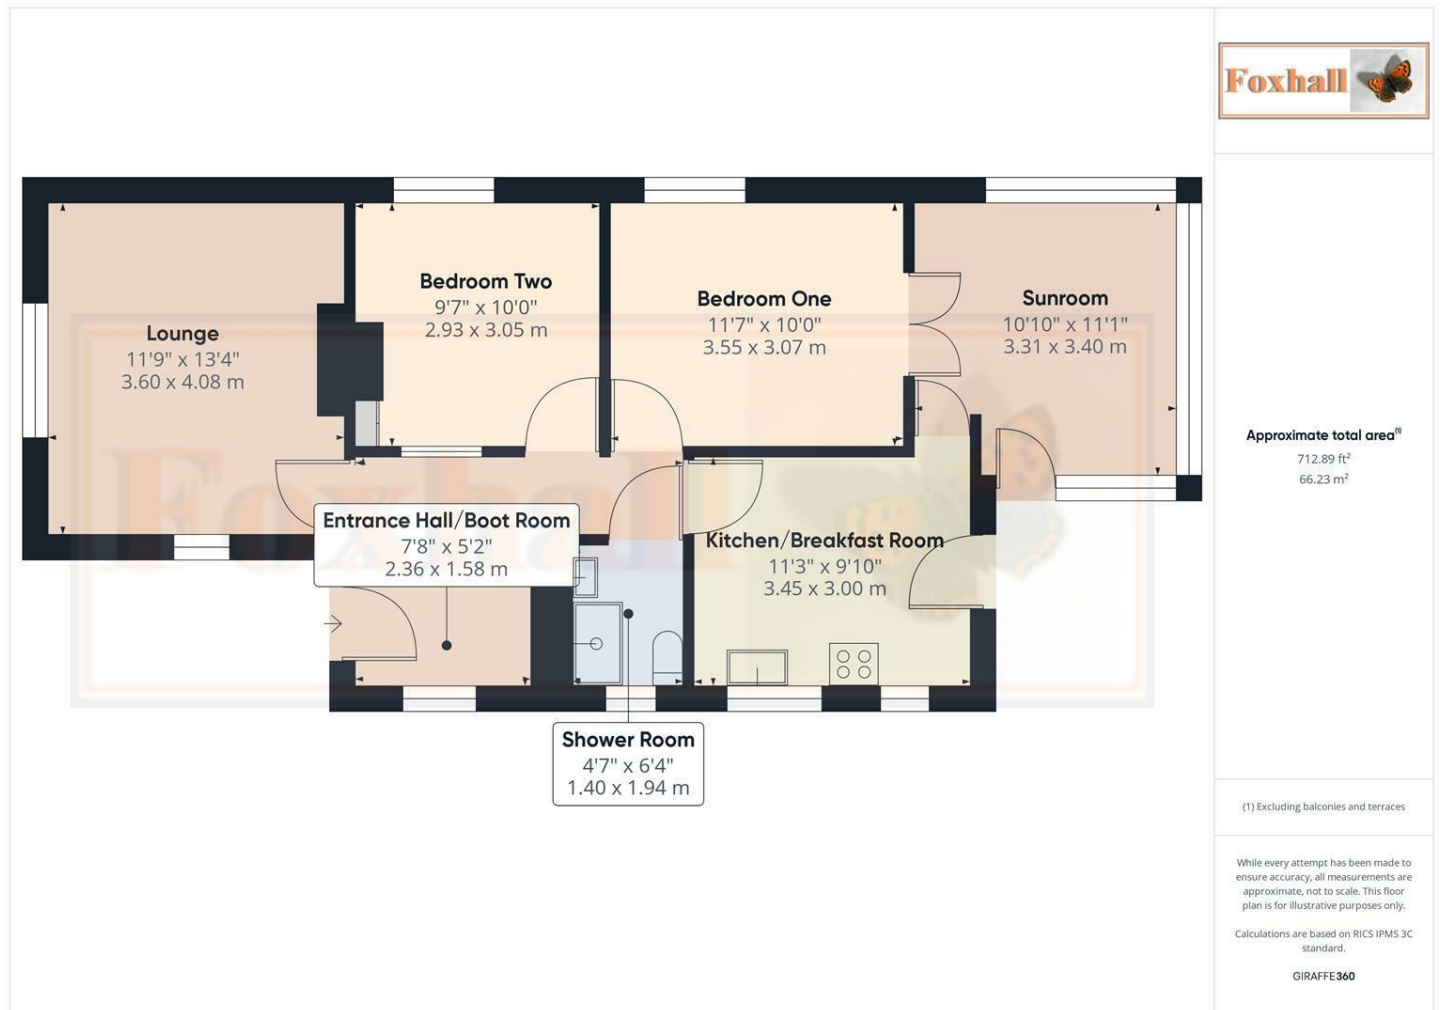 Foxhall
Lounge
11'9" x 13'4"
3.60 x 4.08 m
Bedroom Two
9'7" x 10'0"
2.93 x 3.05 m
Bedroom One
11'7" x 10'0"
3.55 x 3.07 m
Sunroom
10'10" x 11'1"
3.31 x 3.40 m
Entrance Hall/Boot Room
7'8" x 5'2"
2.36 x 1.58 m
Kitchen/Breakfast Room
11'3" x 9'10"
3.45 x 3.00 m
Shower Room
4'7" x 6'4"
1.40 x 1.94 m
Foxhall
Approximate total area(1)
712.89 ft²
66.23 m²
(1) Excluding balconies and terraces
While every attempt has been made to
ensure accuracy, all measurements are
approximate, not to scale. This floor
plan is for illustrative purposes only.
Calculations are based on RICS IPMS 3C
standard.
GIRAFFE360